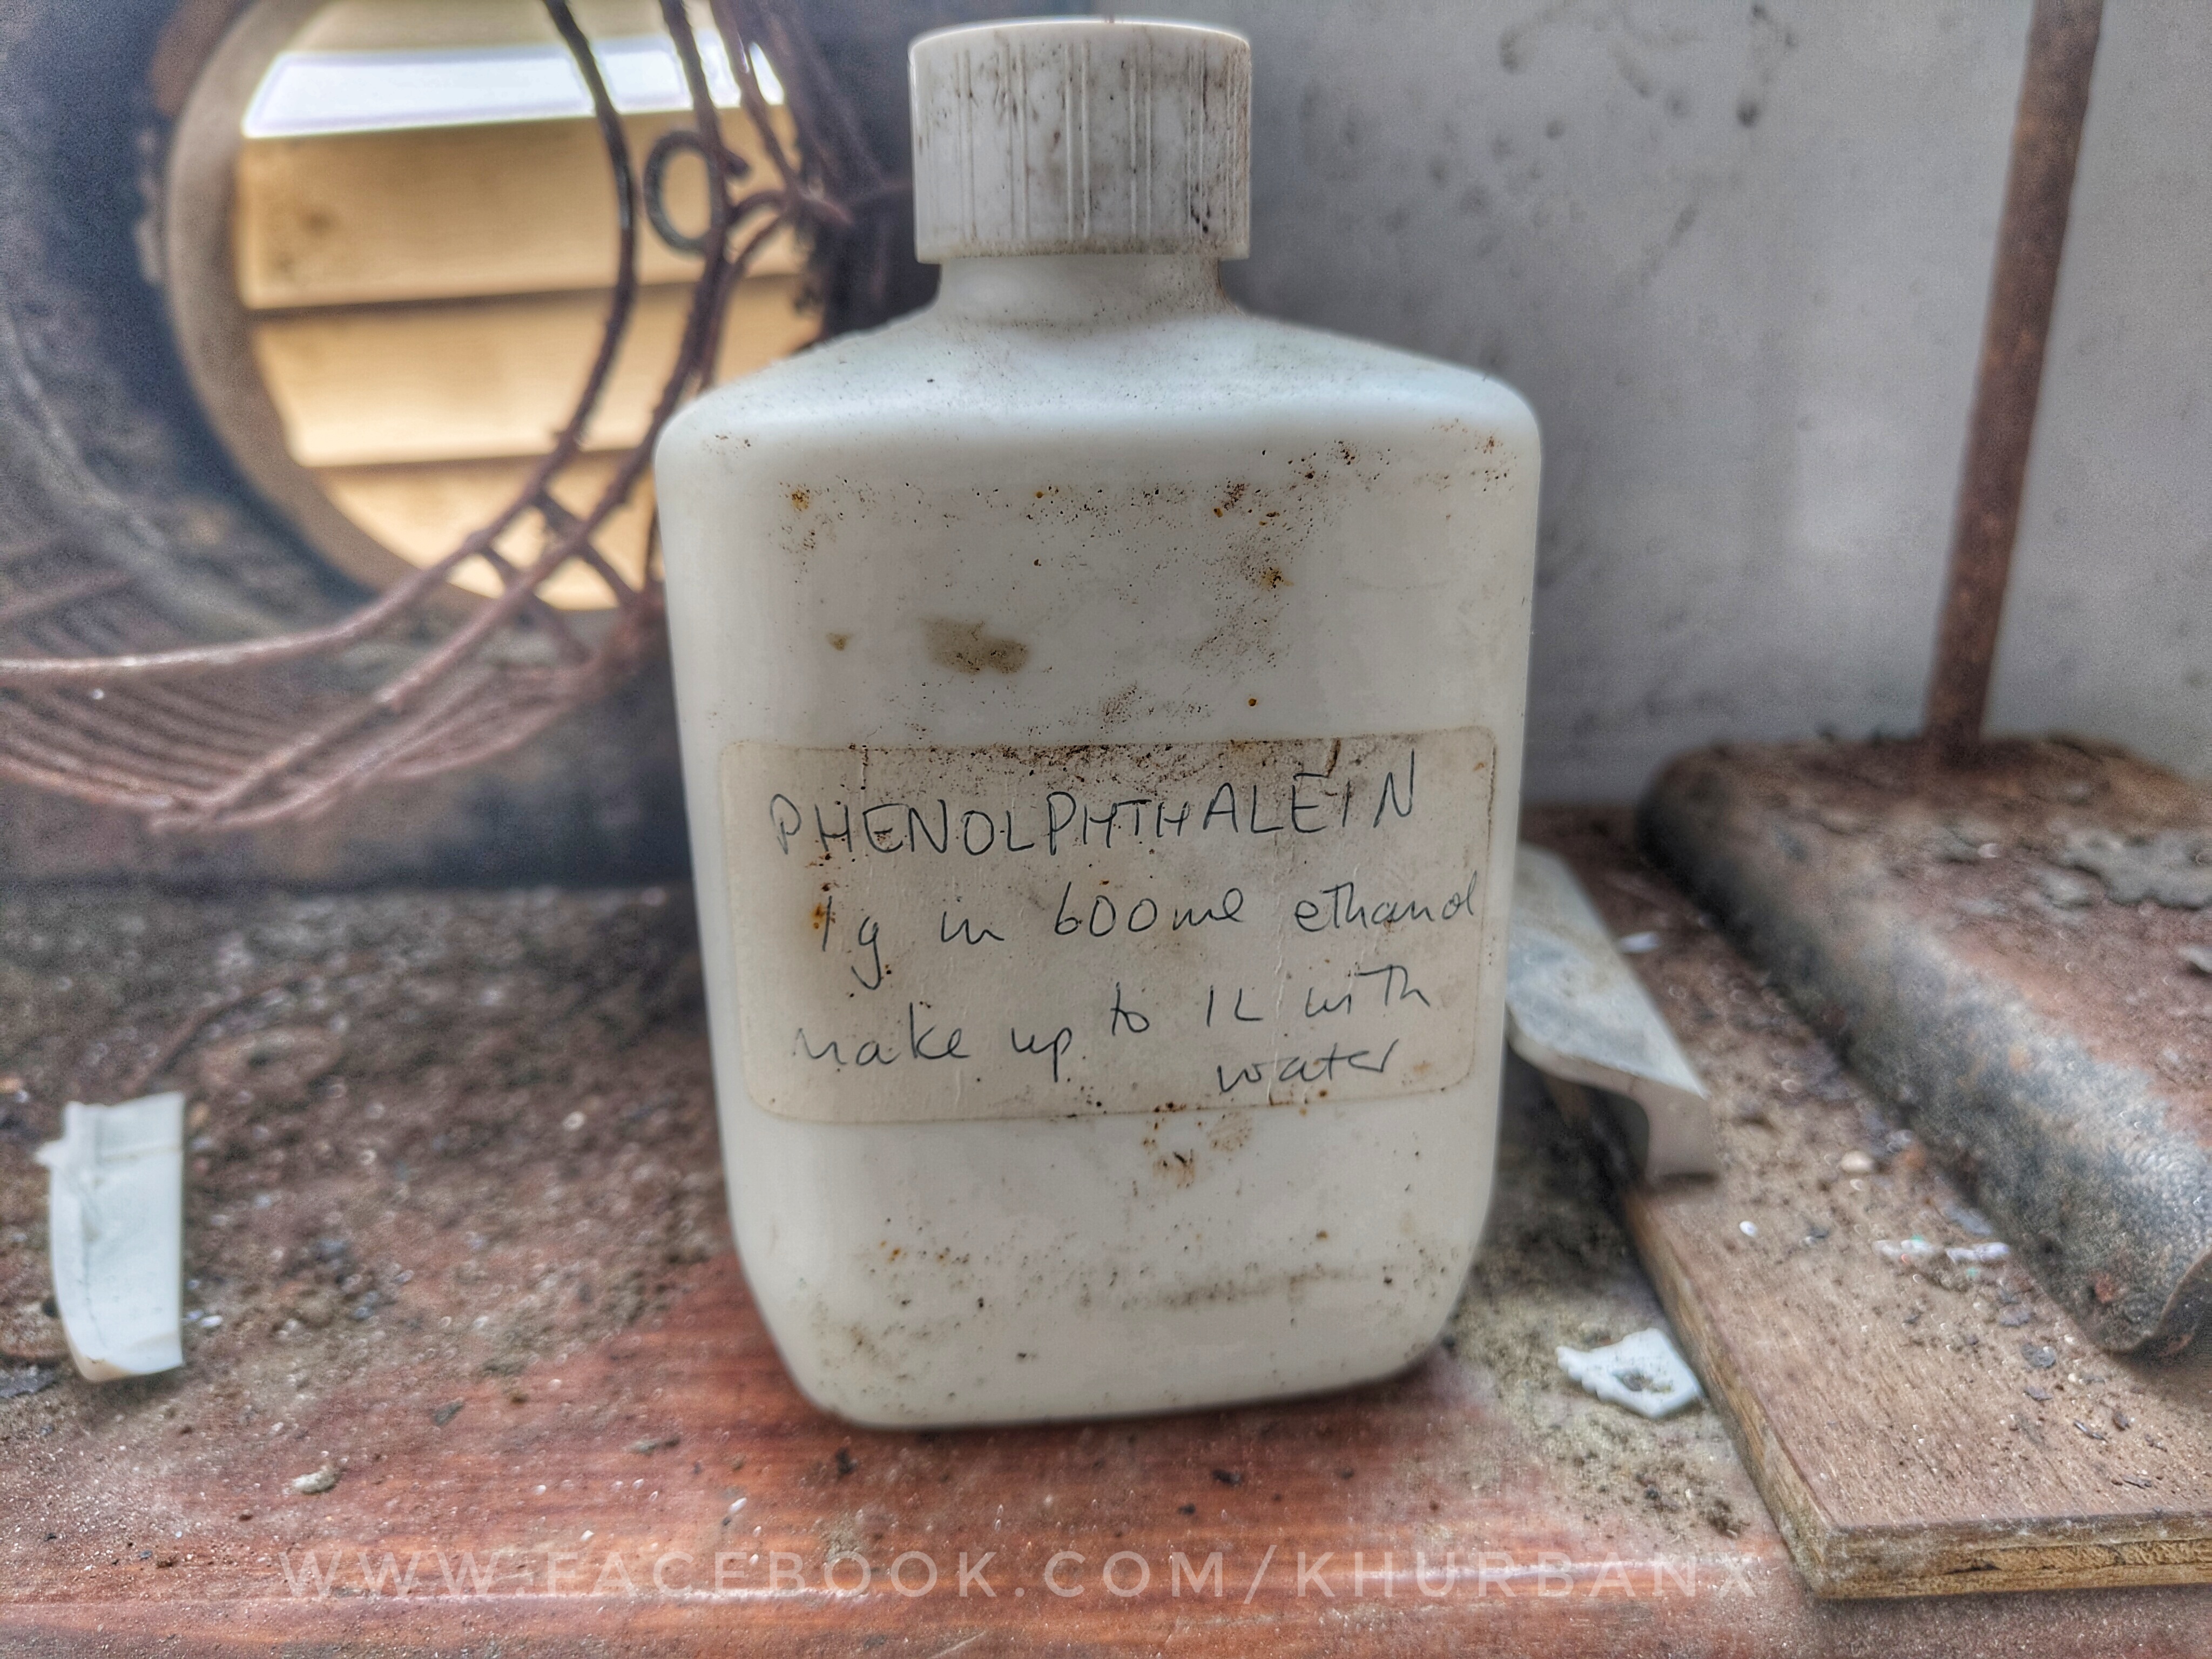 PHENOLPHTHALEIN
1g in 600ml ethanol
make up to 1L with
water
WWW.FACEBOOK.COM/KHURBANX